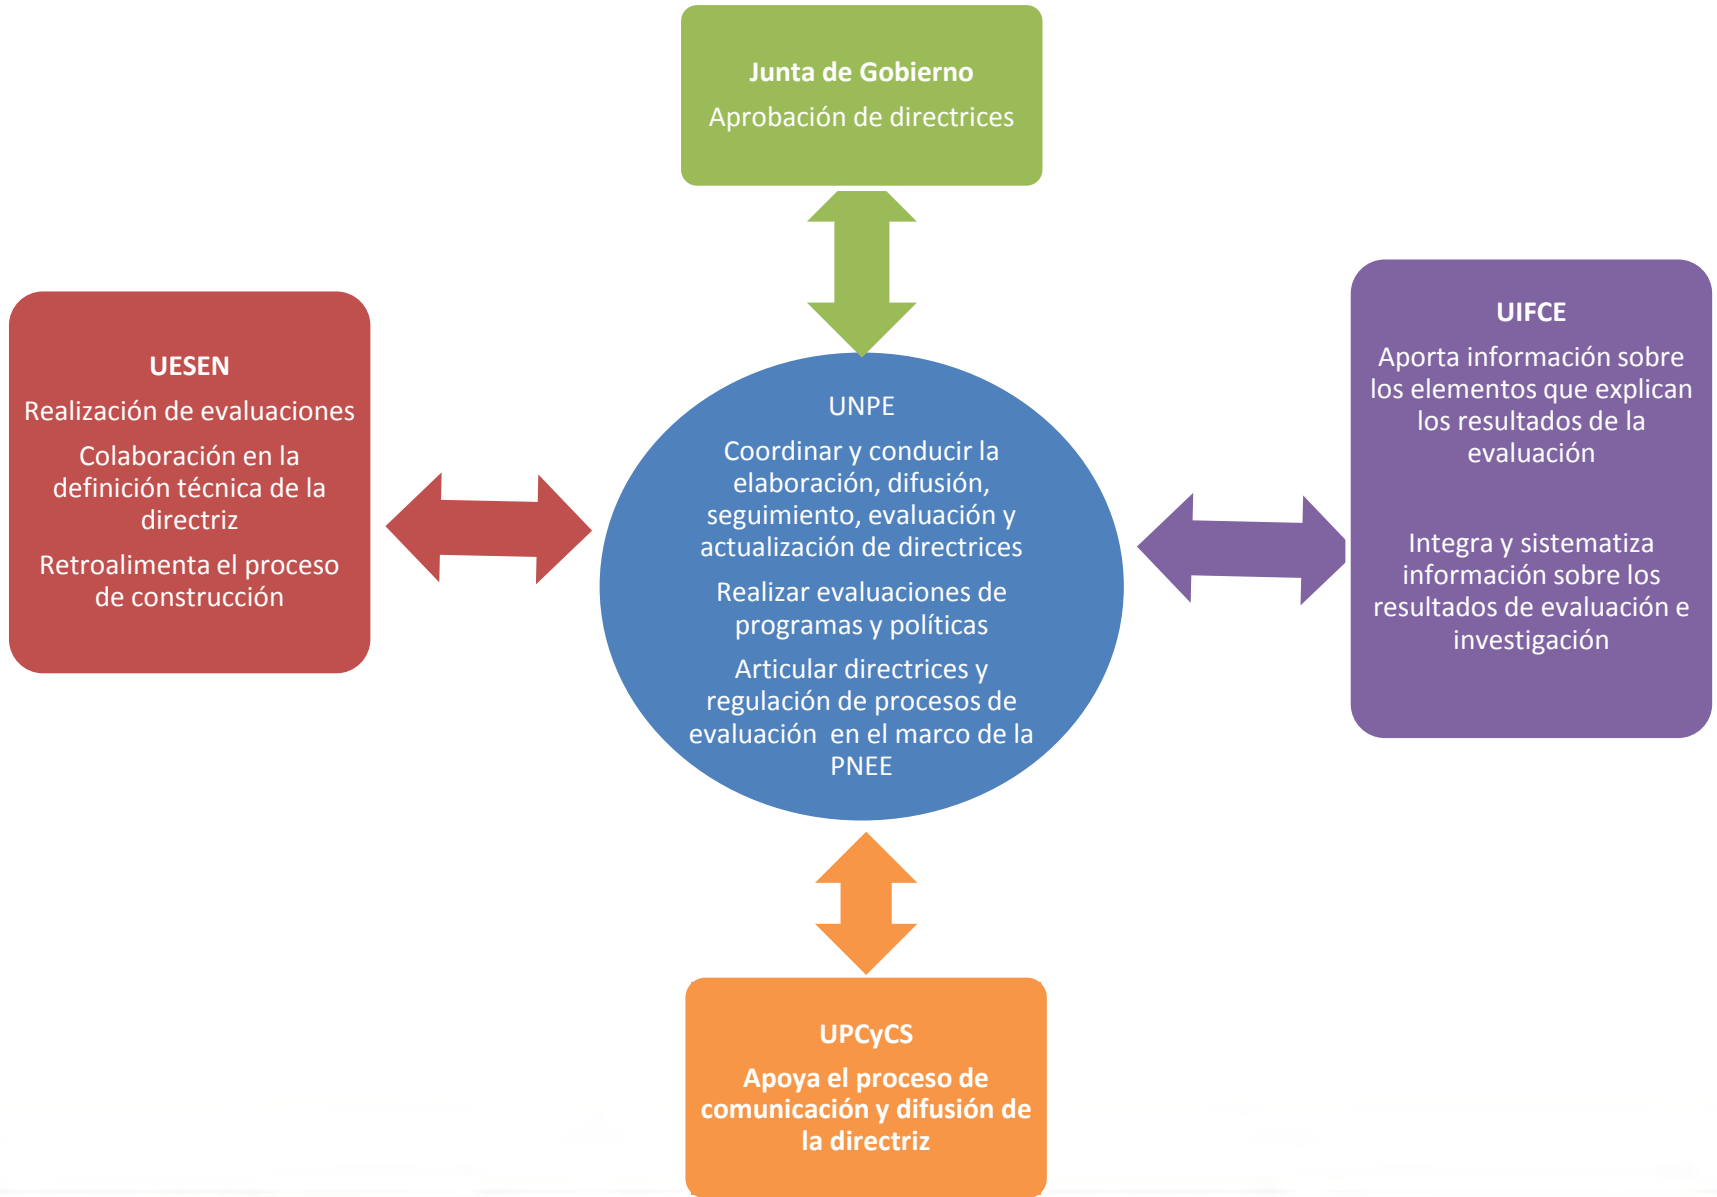 Junta de Gobierno
Aprobación de directrices
UESEN
Realización de evaluaciones
Colaboración en la
definición técnica de la
directriz
Retroalimenta el proceso
de construcción
UNPE
Coordinar y conducir la
elaboración, difusión,
seguimiento, evaluación y
actualización de directrices
Realizar evaluaciones de
programas y políticas
Articular directrices y
regulación de procesos de
evaluación en el marco de la
PNEE
UIFCE
Aporta información sobre
los elementos que explican
los resultados de la
evaluación
Integra y sistematiza
información sobre los
resultados de evaluación e
investigación
UPCyCS
Apoya el proceso de
comunicación y difusión de
la directriz